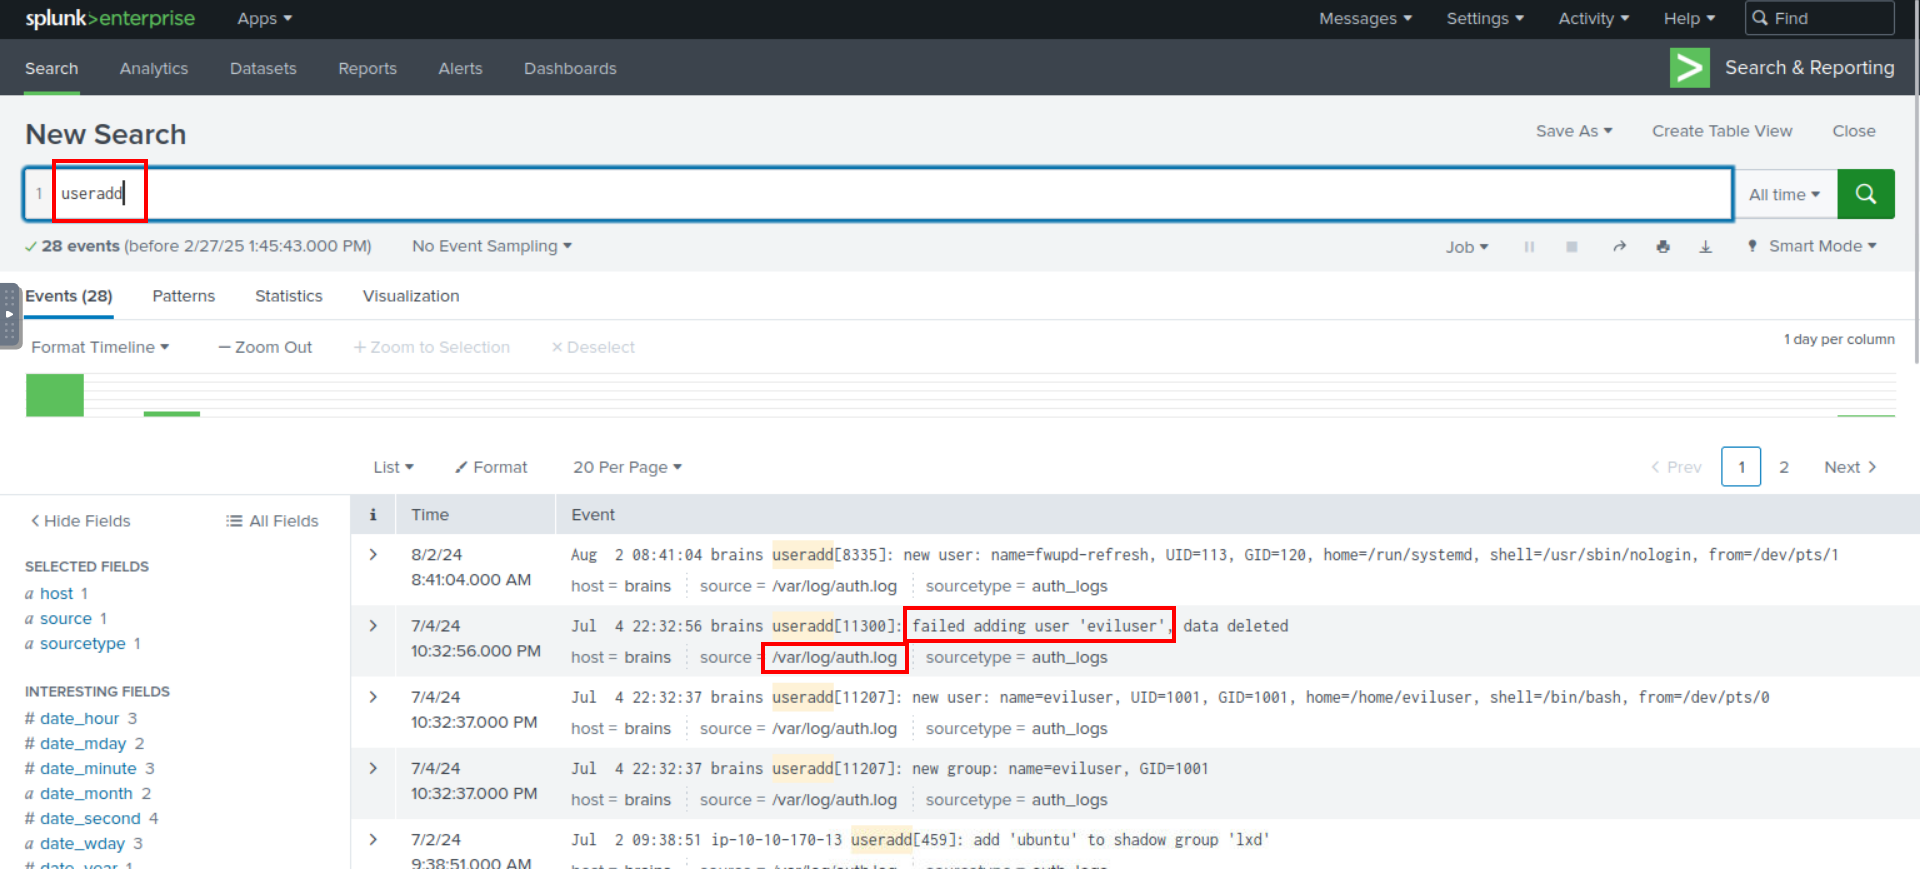 splunk>enterprise Apps Messages Settings Activity Help Find
Search Analytics Datasets Reports Alerts Dashboards Search & Reporting
New Search Save As Create Table View Close
1 useradd All time
28 events (before 2/27/25 1:45:43.000 PM) No Event Sampling Job Smart Mode
Events (28) Patterns Statistics Visualization
Format Timeline — Zoom Out + Zoom to Selection × Deselect 1 day per column
List Format 20 Per Page < Prev 1 2 Next >
< Hide Fields All Fields
SELECTED FIELDS
a host 1
a source 1
a sourcetype 1
INTERESTING FIELDS
# date_hour 3
# date_mday 2
# date_minute 3
a date_month 2
# date_second 4
a date_wday 3
# date_year 1
i Time Event
8/2/24 Aug 2 08:41:04 brains useradd[8335]: new user: name=fwupd-refresh, UID=113, GID=120, home=/run/systemd, shell=/usr/sbin/nologin, from=/dev/pts/1
8:41:04.000 AM host = brains source = /var/log/auth.log sourcetype = auth_logs
7/4/24 Jul 4 22:32:56 brains useradd[11300]: failed adding user 'eviluser', data deleted
10:32:56.000 PM host = brains source = /var/log/auth.log sourcetype = auth_logs
7/4/24 Jul 4 22:32:37 brains useradd[11207]: new user: name=eviluser, UID=1001, GID=1001, home=/home/eviluser, shell=/bin/bash, from=/dev/pts/0
10:32:37.000 PM host = brains source = /var/log/auth.log sourcetype = auth_logs
7/4/24 Jul 4 22:32:37 brains useradd[11207]: new group: name=eviluser, GID=1001
10:32:37.000 PM host = brains source = /var/log/auth.log sourcetype = auth_logs
7/2/24 Jul 2 09:38:51 ip-10-10-170-13 useradd[459]: add 'ubuntu' to shadow group 'lxd'
9:38:51.000 AM